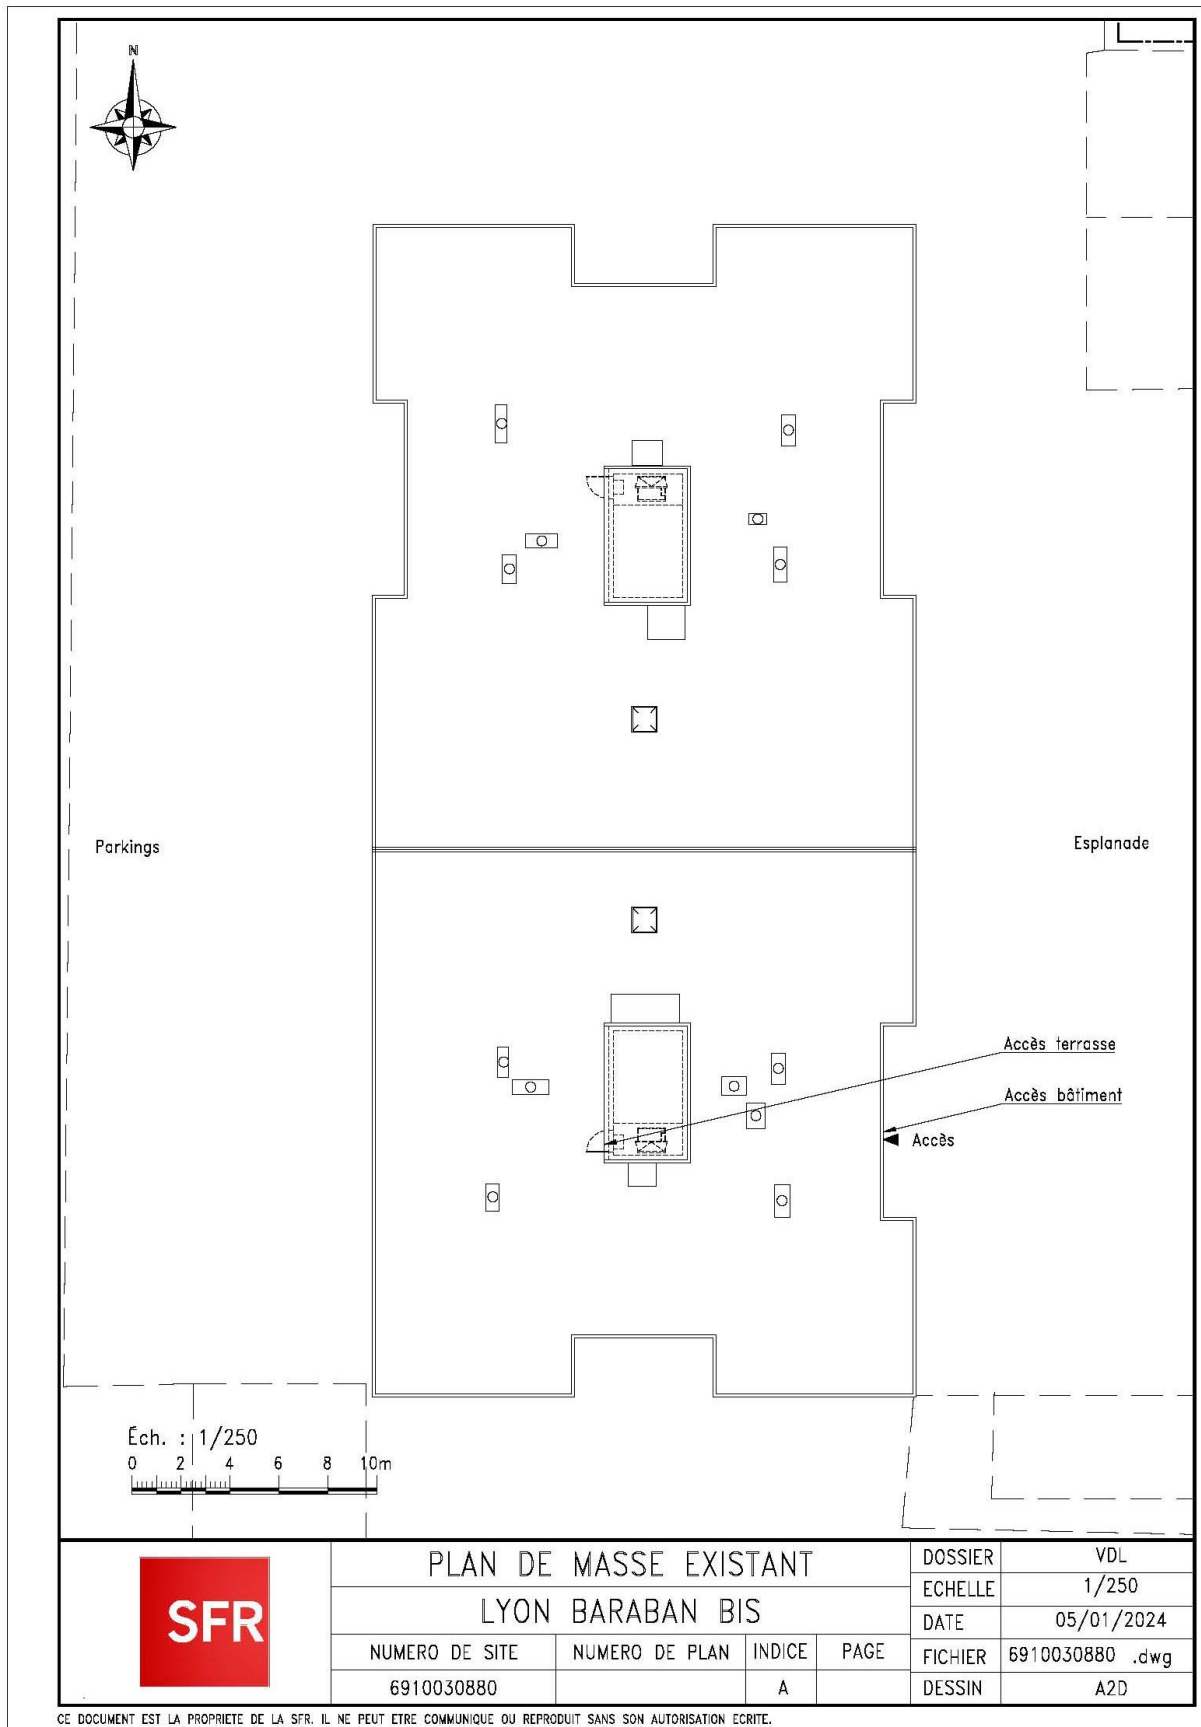 N
Parkings
Esplanade
Accès terrasse
Accès bâtiment
Accès
Éch. : 1/250
0 2 4 6 8 10m
SFR
PLAN DE MASSE EXISTANT
LYON BARABAN BIS
NUMERO DE SITE NUMERO DE PLAN INDICE PAGE
6910030880 A
DOSSIER VDL
ECHELLE 1/250
DATE 05/01/2024
FICHIER 6910030880 .dwg
DESSIN A2D
CE DOCUMENT EST LA PROPRIETE DE LA SFR. IL NE PEUT ETRE COMMUNIQUE OU REPRODUIT SANS SON AUTORISATION ECRITE.